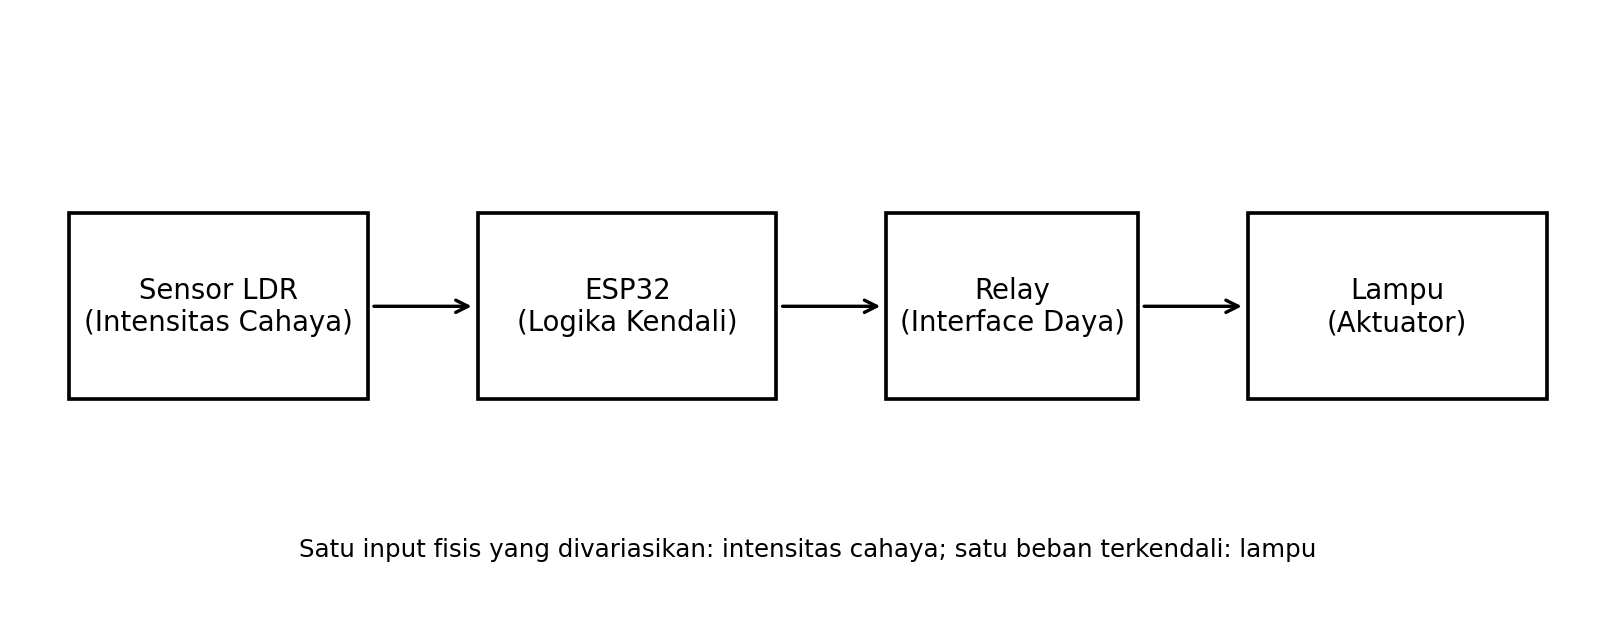 Sensor LDR
(Intensitas Cahaya)
ESP32
(Logika Kendali)
Relay
(Interface Daya)
Lampu
(Aktuator)
Satu input fisis yang divariasikan: intensitas cahaya; satu beban terkendali: lampu